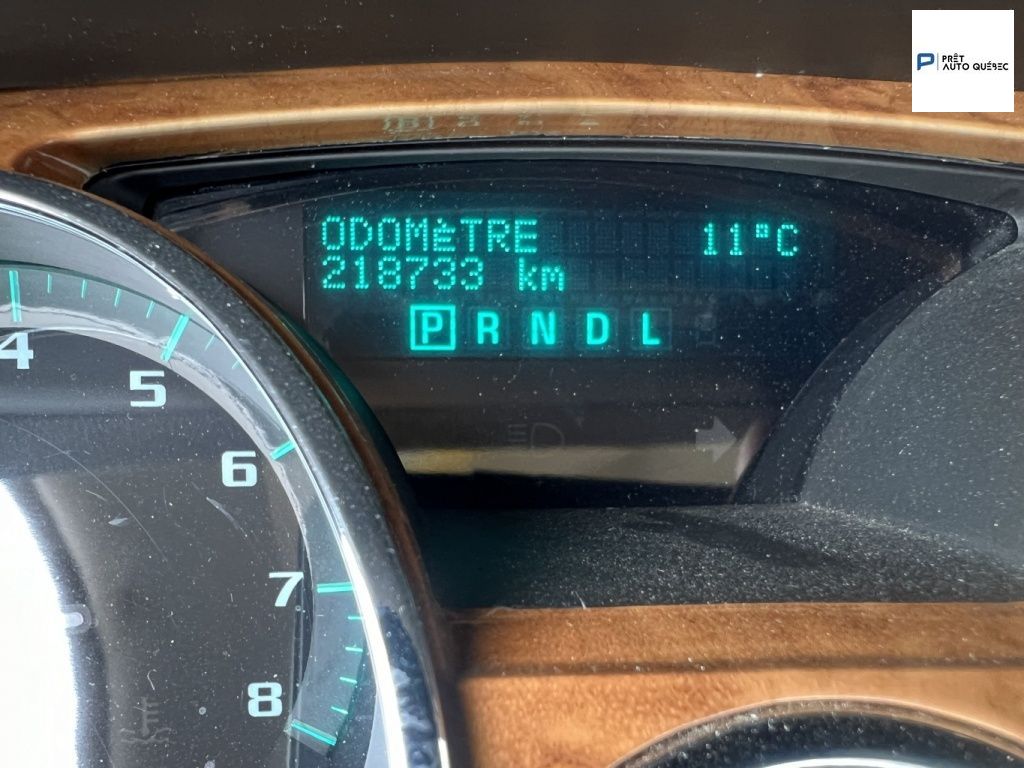 PRÊT
AUTO QUÉBEC
ODOMÈTRE 11°C
218733 km
P R N D L
4
5
6
7
8